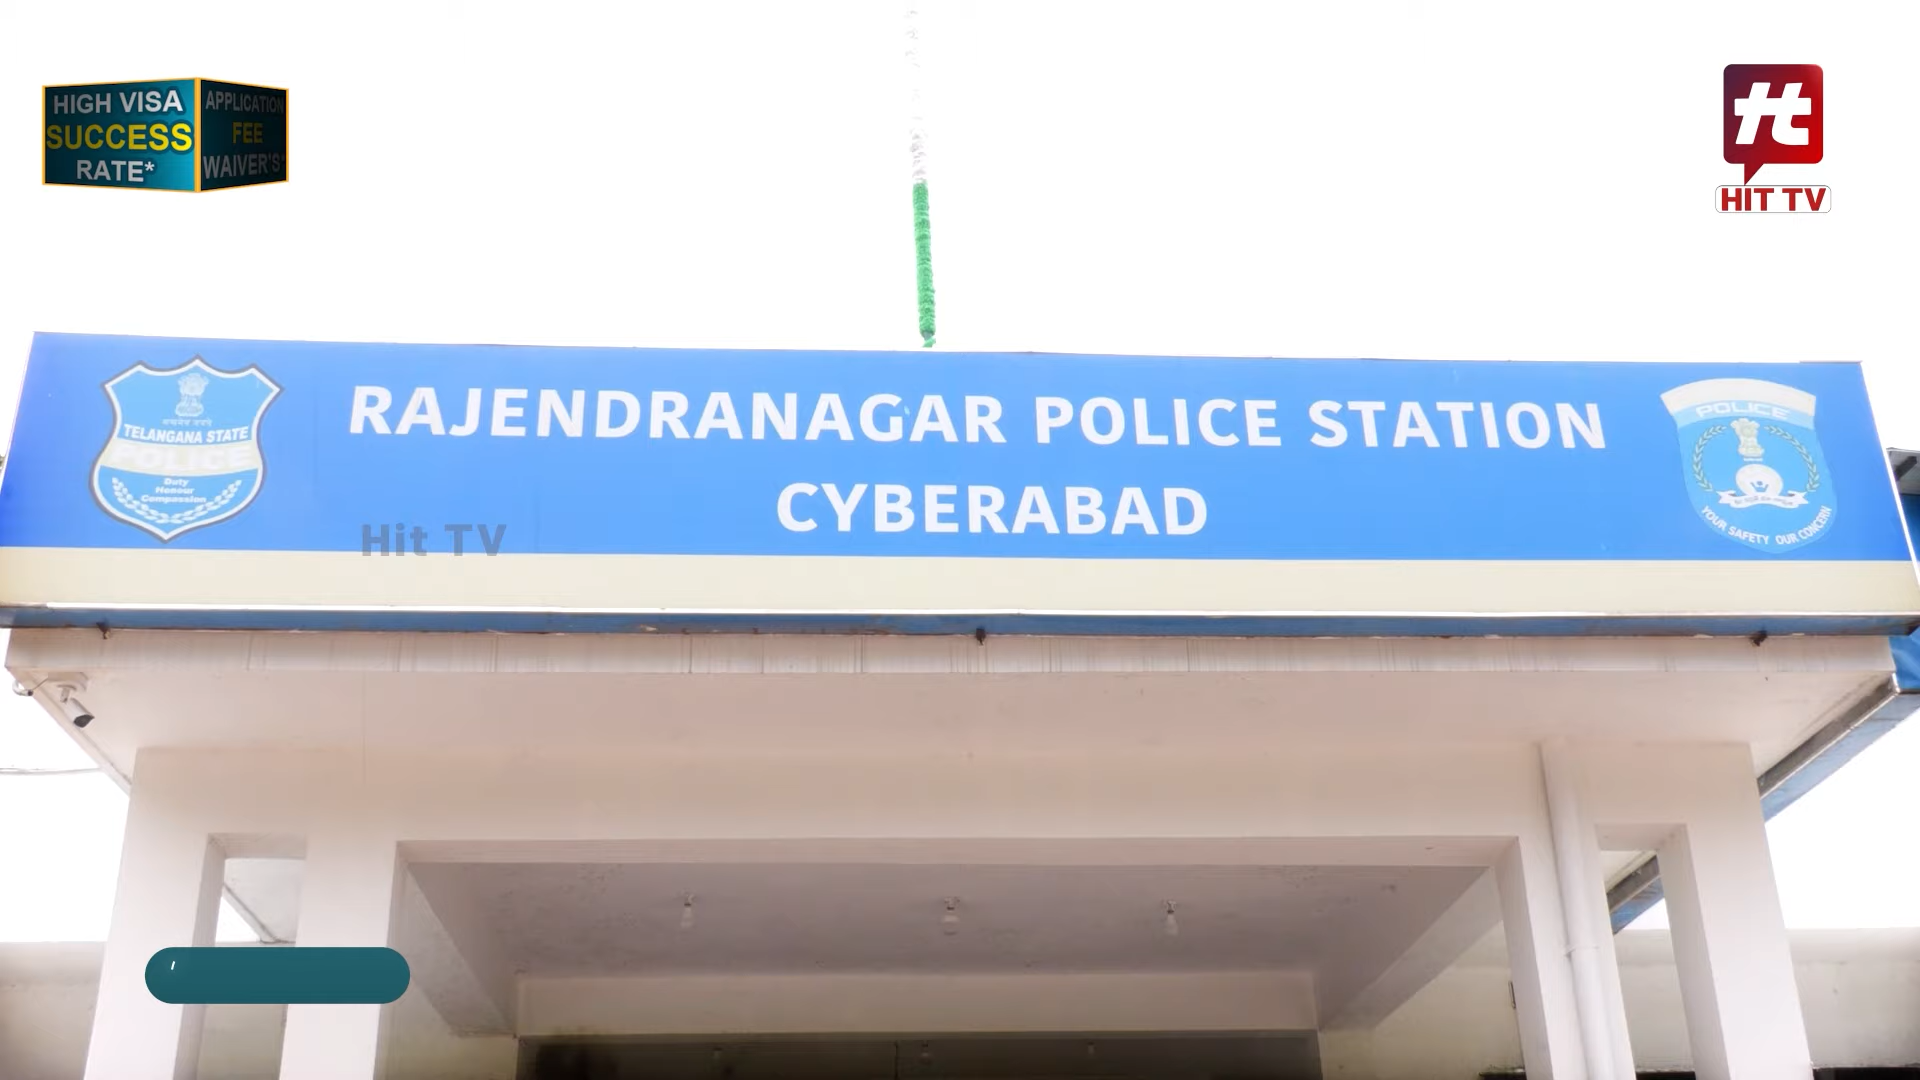 HIGH VISA
SUCCESS
RATE*
APPLICATION
FEE
WAIVER'S*
HIT TV
RAJENDRANAGAR POLICE STATION
CYBERABAD
TELANGANA STATE
POLICE
Duty
Honour
Compassion
POLICE
YOUR SAFETY OUR CONCERN
Hit TV